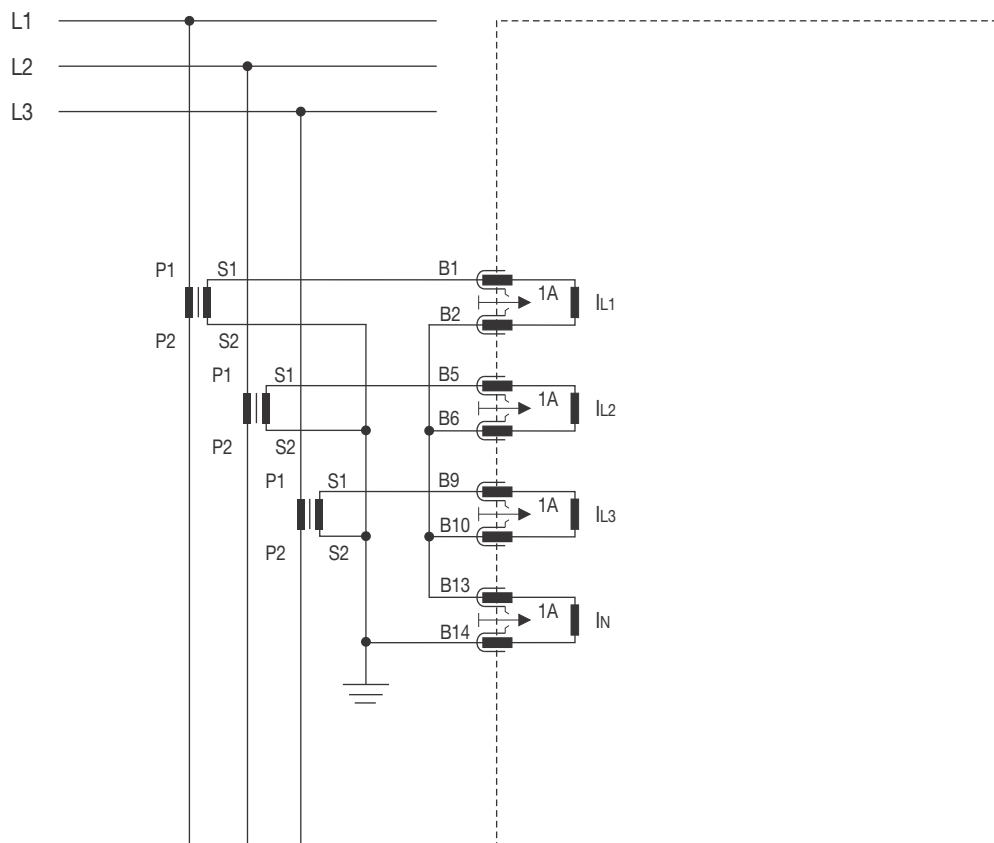 L1
L2
L3
P1 S1 B1 1A IL1
P2 S2 B2
P1 S1 B5 1A IL2
P2 S2 B6
P1 S1 B9 1A IL3
P2 S2 B10
B13 1A IN
B14